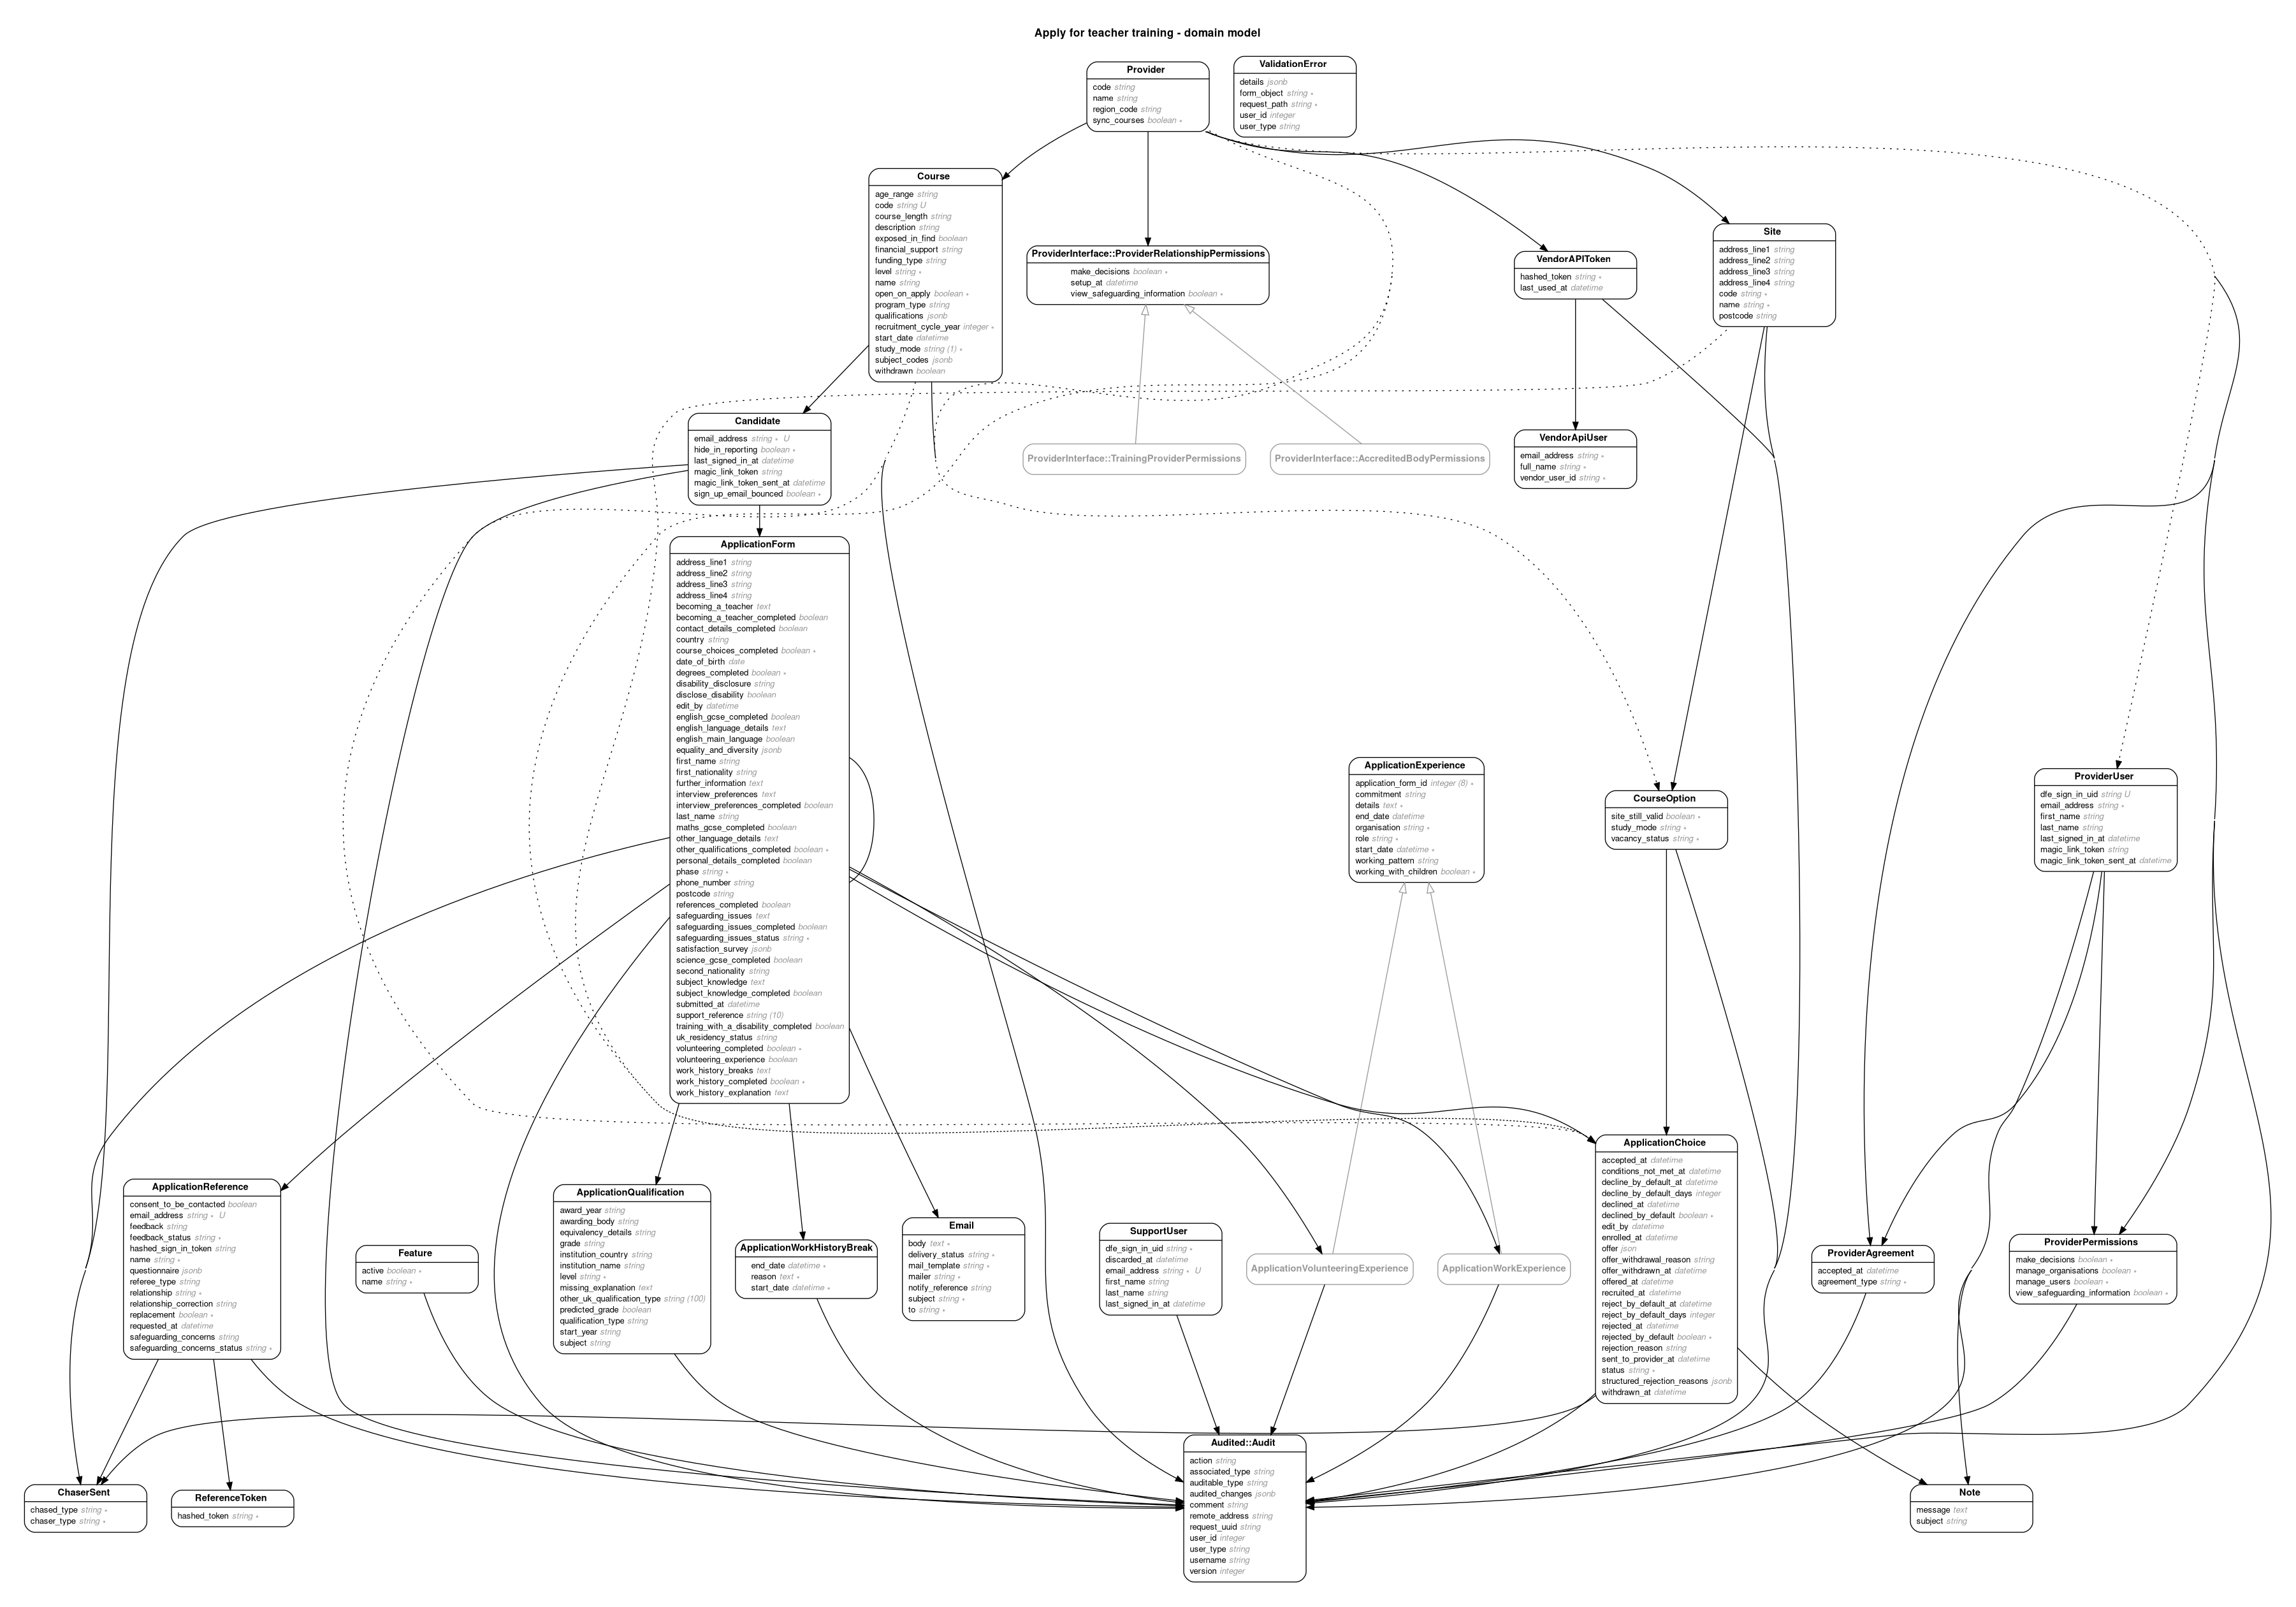 Apply for teacher training - domain model
Provider
code string
name string
region_code string
sync_courses boolean ∗
ValidationError
details jsonb
form_object string ∗
request_path string ∗
user_id integer
user_type string
Course
age_range string
code string U
course_length string
description string
exposed_in_find boolean
financial_support string
funding_type string
level string ∗
name string
open_on_apply boolean ∗
program_type string
qualifications jsonb
recruitment_cycle_year integer ∗
start_date datetime
study_mode string (1) ∗
subject_codes jsonb
withdrawn boolean
ProviderInterface::ProviderRelationshipPermissions
make_decisions boolean ∗
setup_at datetime
view_safeguarding_information boolean ∗
VendorAPIToken
hashed_token string ∗
last_used_at datetime
Site
address_line1 string
address_line2 string
address_line3 string
address_line4 string
code string ∗
name string ∗
postcode string
Candidate
email_address string ∗ U
hide_in_reporting boolean ∗
last_signed_in_at datetime
magic_link_token string
magic_link_token_sent_at datetime
sign_up_email_bounced boolean ∗
ProviderInterface::TrainingProviderPermissions
ProviderInterface::AccreditedBodyPermissions
VendorApiUser
email_address string ∗
full_name string ∗
vendor_user_id string ∗
ApplicationForm
address_line1 string
address_line2 string
address_line3 string
address_line4 string
becoming_a_teacher text
becoming_a_teacher_completed boolean
contact_details_completed boolean
country string
course_choices_completed boolean ∗
date_of_birth date
degrees_completed boolean ∗
disability_disclosure string
disclose_disability boolean
edit_by datetime
english_gcse_completed boolean
english_language_details text
english_main_language boolean
equality_and_diversity jsonb
first_name string
first_nationality string
further_information text
interview_preferences text
interview_preferences_completed boolean
last_name string
maths_gcse_completed boolean
other_language_details text
other_qualifications_completed boolean ∗
personal_details_completed boolean
phase string ∗
phone_number string
postcode string
references_completed boolean
safeguarding_issues text
safeguarding_issues_completed boolean
safeguarding_issues_status string ∗
satisfaction_survey jsonb
science_gcse_completed boolean
second_nationality string
subject_knowledge text
subject_knowledge_completed boolean
submitted_at datetime
support_reference string (10)
training_with_a_disability_completed boolean
uk_residency_status string
volunteering_completed boolean ∗
volunteering_experience boolean
work_history_breaks text
work_history_completed boolean ∗
work_history_explanation text
ApplicationExperience
application_form_id integer (8) ∗
commitment string
details text ∗
end_date datetime
organisation string ∗
role string ∗
start_date datetime ∗
working_pattern string
working_with_children boolean ∗
CourseOption
site_still_valid boolean ∗
study_mode string ∗
vacancy_status string ∗
ProviderUser
dfe_sign_in_uid string U
email_address string ∗
first_name string
last_name string
last_signed_in_at datetime
magic_link_token string
magic_link_token_sent_at datetime
ApplicationReference
consent_to_be_contacted boolean
email_address string ∗ U
feedback string
feedback_status string ∗
hashed_sign_in_token string
name string ∗
questionnaire jsonb
referee_type string
relationship string ∗
relationship_correction string
replacement boolean ∗
requested_at datetime
safeguarding_concerns string
safeguarding_concerns_status string ∗
Feature
active boolean ∗
name string ∗
ApplicationQualification
award_year string
awarding_body string
equivalency_details string
grade string
institution_country string
institution_name string
level string ∗
missing_explanation text
other_uk_qualification_type string (100)
predicted_grade boolean
qualification_type string
start_year string
subject string
ApplicationWorkHistoryBreak
end_date datetime ∗
reason text ∗
start_date datetime ∗
Email
body text ∗
delivery_status string ∗
mail_template string ∗
mailer string ∗
notify_reference string
subject string ∗
to string ∗
SupportUser
dfe_sign_in_uid string ∗
discarded_at datetime
email_address string ∗ U
first_name string
last_name string
last_signed_in_at datetime
ApplicationVolunteeringExperience
ApplicationWorkExperience
ApplicationChoice
accepted_at datetime
conditions_not_met_at datetime
decline_by_default_at datetime
decline_by_default_days integer
declined_at datetime
declined_by_default boolean ∗
edit_by datetime
enrolled_at datetime
offer json
offer_withdrawal_reason string
offer_withdrawn_at datetime
offered_at datetime
recruited_at datetime
reject_by_default_at datetime
reject_by_default_days integer
rejected_at datetime
rejected_by_default boolean ∗
rejection_reason string
sent_to_provider_at datetime
status string ∗
structured_rejection_reasons jsonb
withdrawn_at datetime
ProviderAgreement
accepted_at datetime
agreement_type string ∗
ProviderPermissions
make_decisions boolean ∗
manage_organisations boolean ∗
manage_users boolean ∗
view_safeguarding_information boolean ∗
ChaserSent
chased_type string ∗
chaser_type string ∗
ReferenceToken
hashed_token string ∗
Audited::Audit
action string
associated_type string
auditable_type string
audited_changes jsonb
comment string
remote_address string
request_uuid string
user_id integer
user_type string
username string
version integer
Note
message text
subject string